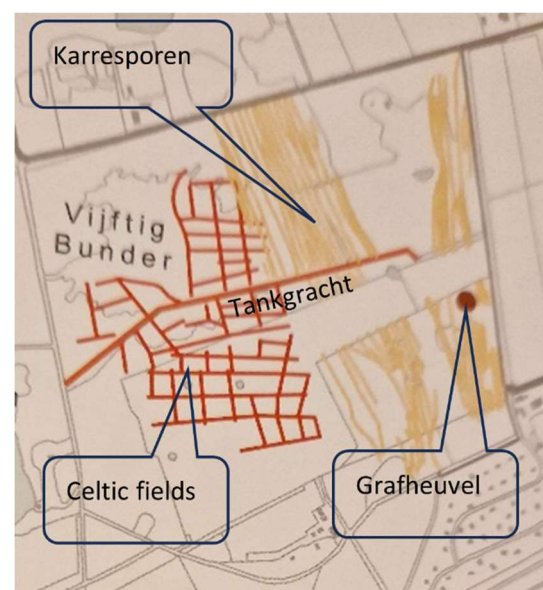 Karresporen
Vijftig
Bunder
Tankgracht
Celtic fields
Grafheuvel